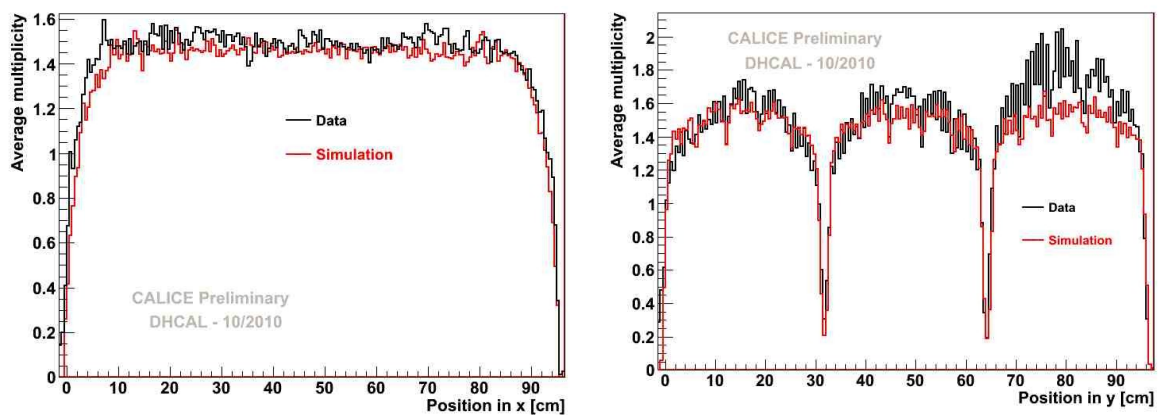 Average multiplicity
1.6
1.4
1.2
1
0.8
0.6
0.4
0.2
0
CALICE Preliminary
DHCAL - 10/2010
Data
Simulation
0 10 20 30 40 50 60 70 80 90
Position in x [cm]
Average multiplicity
2
1.8
1.6
1.4
1.2
1
0.8
0.6
0.4
0.2
0
CALICE Preliminary
DHCAL - 10/2010
Data
Simulation
0 10 20 30 40 50 60 70 80 90
Position in y [cm]